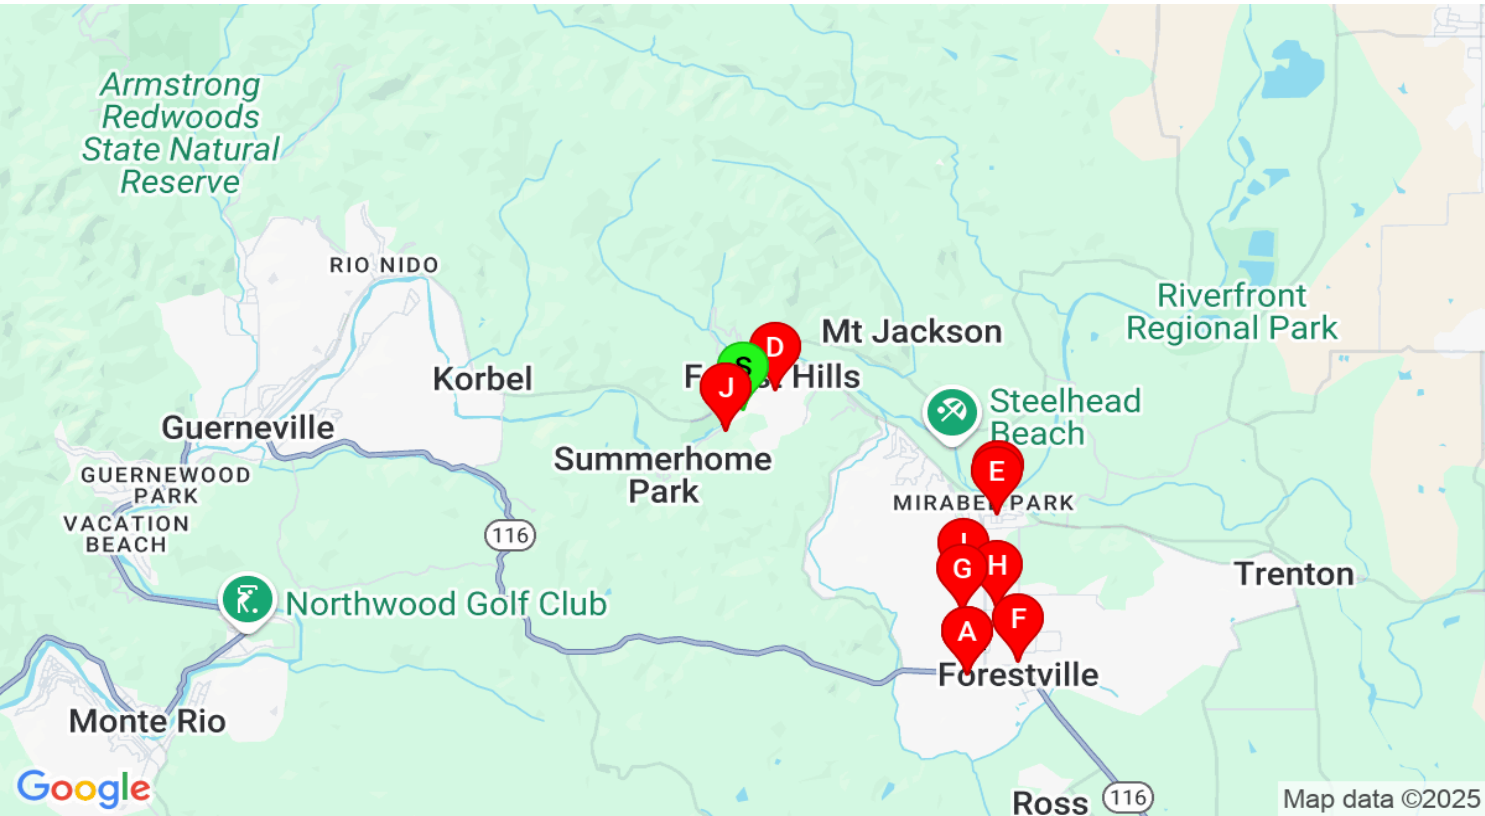 Armstrong
Redwoods
State Natural
Reserve
RIO NIDO
Riverfront
Regional Park
Mt Jackson
D
S
J
Korbel
Hills
Steelhead
Beach
Guerneville
Summerhome
Park
GUERNEWOOD
PARK
E
MIRABEL PARK
VACATION
BEACH
116
I
G
H
Trenton
Northwood Golf Club
A
F
Forestville
Monte Rio
Google
Ross
116
Map data ©2025